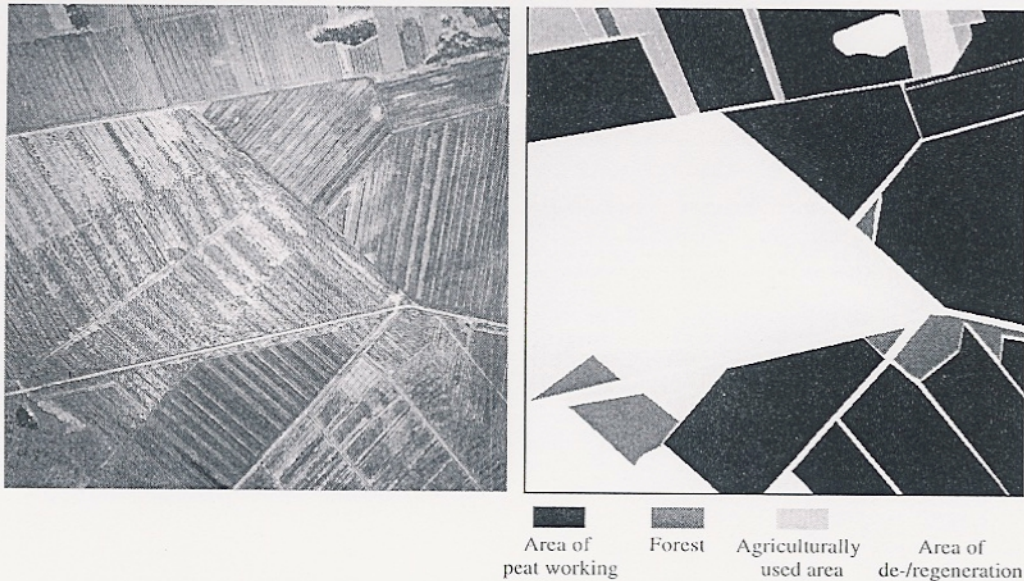 Area of
peat working
Forest
Agriculturally
used area
Area of
de-/regeneration